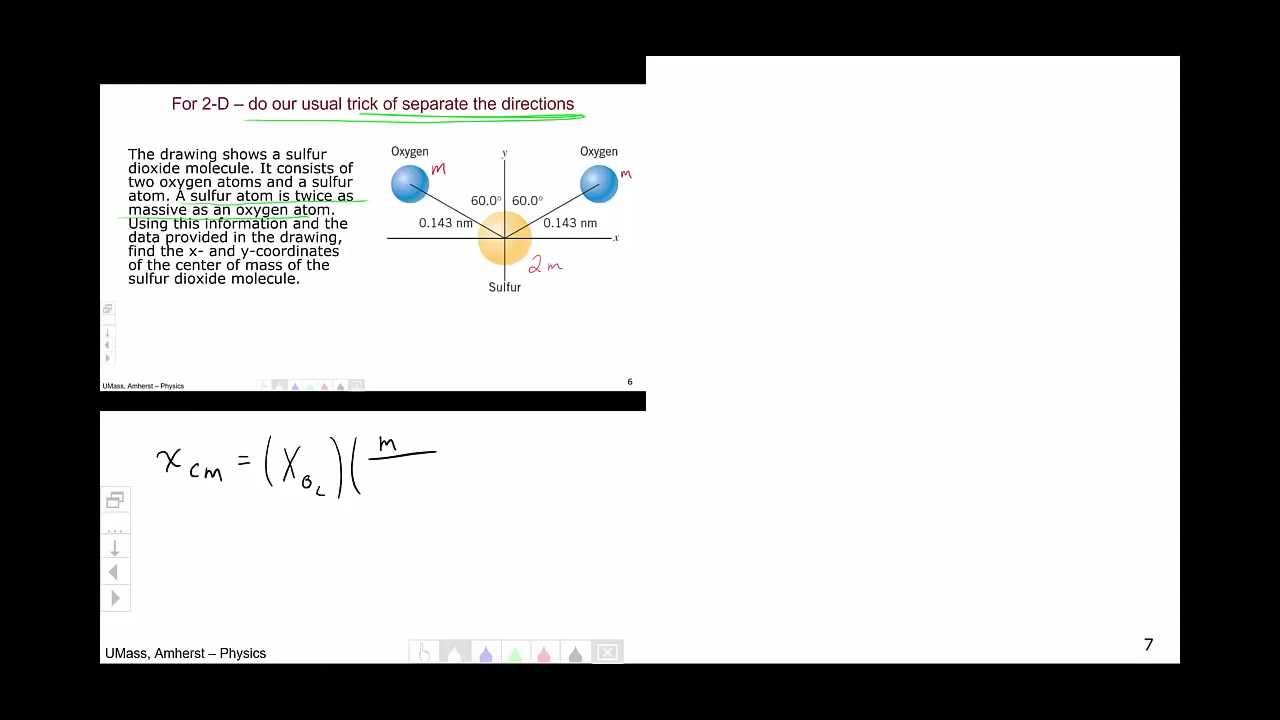 For 2-D – do our usual trick of separate the directions
The drawing shows a sulfur
dioxide molecule. It consists of
two oxygen atoms and a sulfur
atom. A sulfur atom is twice as
massive as an oxygen atom.
Using this information and the
data provided in the drawing,
find the x- and y-coordinates
of the center of mass of the
sulfur dioxide molecule.
Oxygen
m
y
Oxygen
m
60.0° 60.0°
0.143 nm
0.143 nm
x
2m
Sulfur
UMass, Amherst – Physics
6
x cm = (X O L) ( m
UMass, Amherst – Physics
7